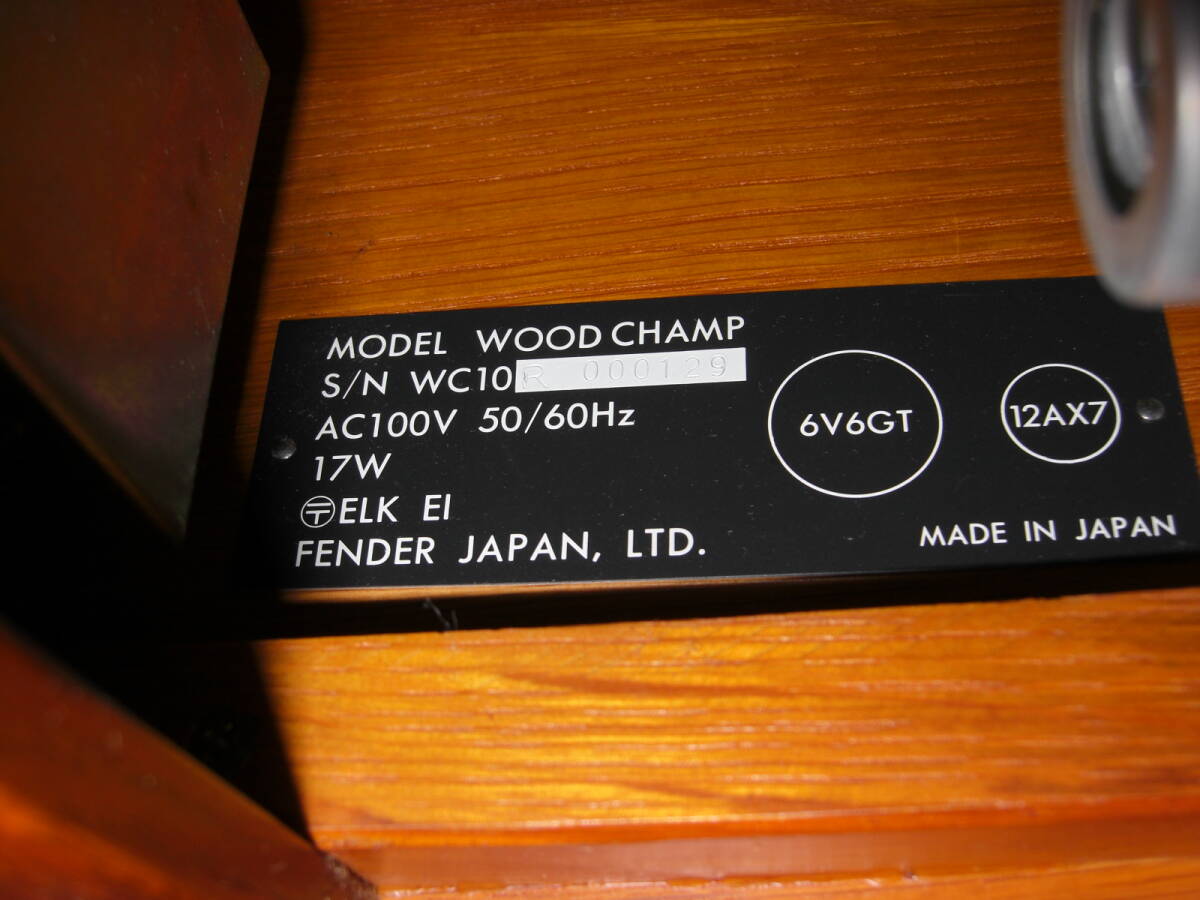 MODEL WOOD CHAMP
S/N WC10R 000129
AC100V 50/60Hz
17W
〶ELK EI
FENDER JAPAN, LTD.
6V6GT
12AX7
MADE IN JAPAN